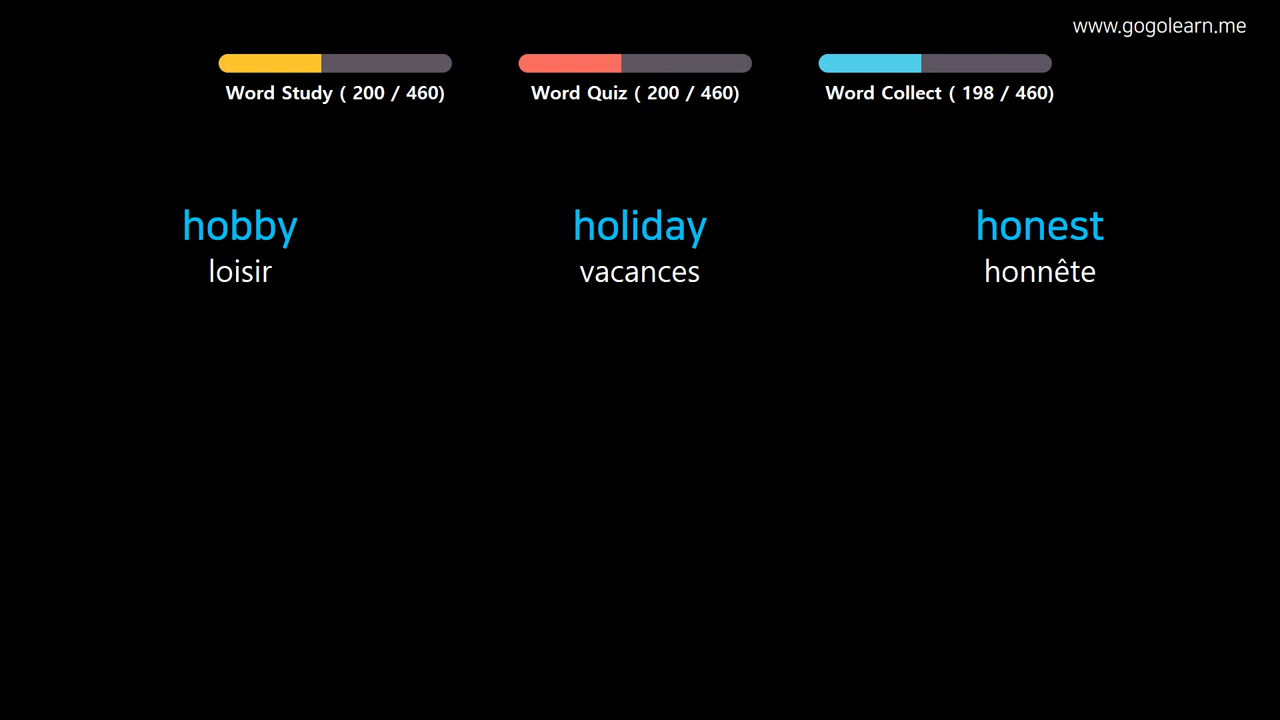 www.gogolearn.me
Word Study ( 200 / 460)
Word Quiz ( 200 / 460)
Word Collect ( 198 / 460)
hobby
loisir
holiday
vacances
honest
honnête